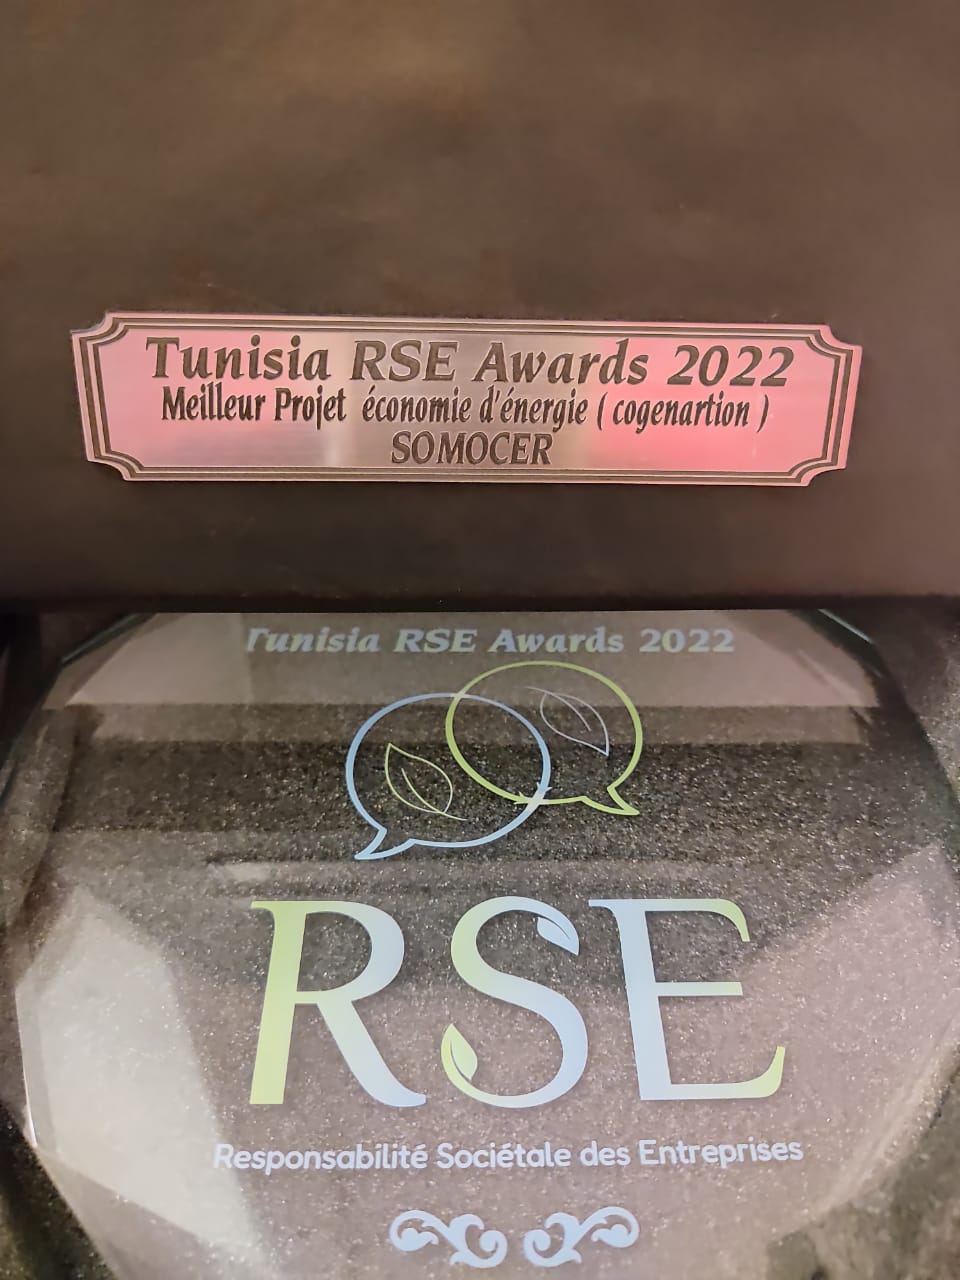 Tunisia RSE Awards 2022
Meilleur Projet économie d'énergie ( cogenartion )
SOMOCER
Tunisia RSE Awards 2022
RSE
Responsabilité Sociétale des Entreprises